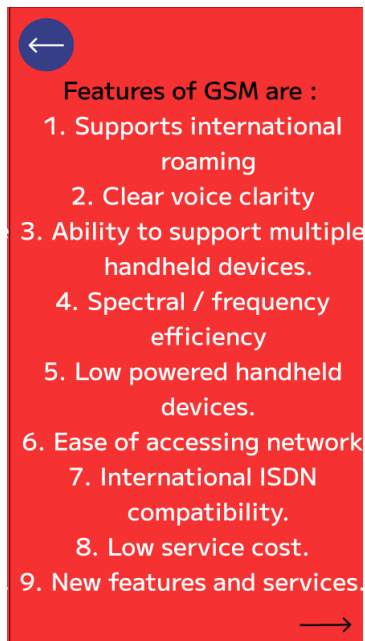 Features of GSM are :
1. Supports international
roaming
2. Clear voice clarity
3. Ability to support multiple
handheld devices.
4. Spectral / frequency
efficiency
5. Low powered handheld
devices.
6. Ease of accessing network
7. International ISDN
compatibility.
8. Low service cost.
9. New features and services.